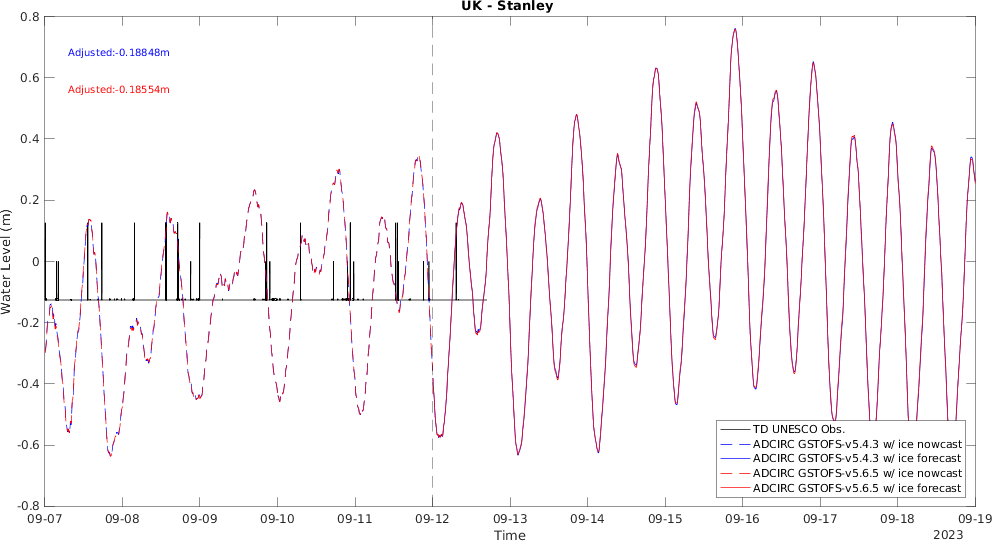 UK - Stanley
Adjusted:-0.18848m
Adjusted:-0.18554m
0.8
0.6
0.4
0.2
0
-0.2
-0.4
-0.6
-0.8
Water Level (m)
TD UNESCO Obs.
ADCIRC GSTOFS-v5.4.3 w/ ice nowcast
ADCIRC GSTOFS-v5.4.3 w/ ice forecast
ADCIRC GSTOFS-v5.6.5 w/ ice nowcast
ADCIRC GSTOFS-v5.6.5 w/ ice forecast
09-07 09-08 09-09 09-10 09-11 09-12 09-13 09-14 09-15 09-16 09-17 09-18 09-19
Time
2023